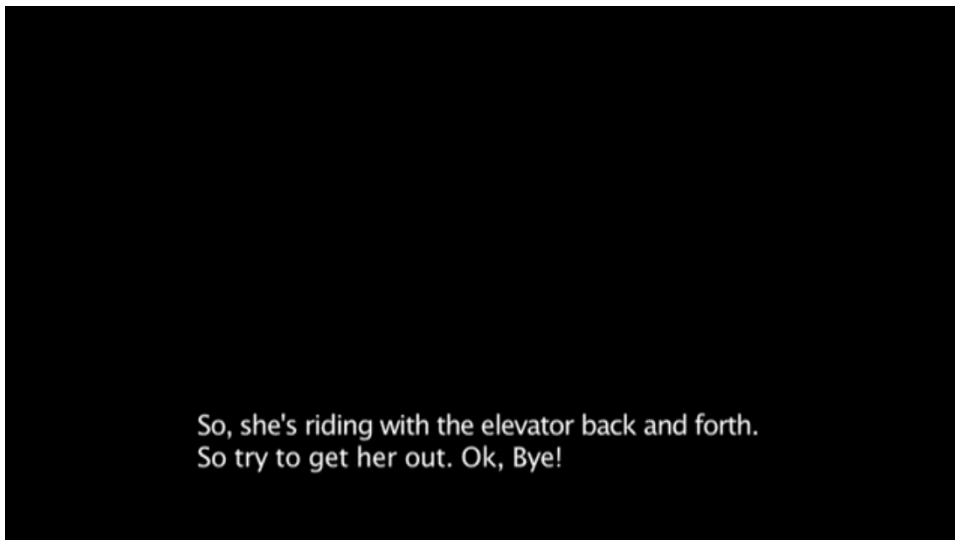 So, she's riding with the elevator back and forth.
So try to get her out. Ok, Bye!